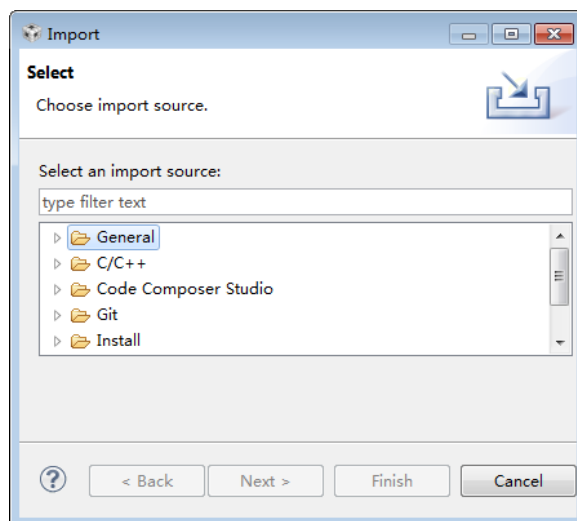 Import
Select
Choose import source.
Select an import source:
type filter text
General
C/C++
Code Composer Studio
Git
Install
?
< Back
Next >
Finish
Cancel